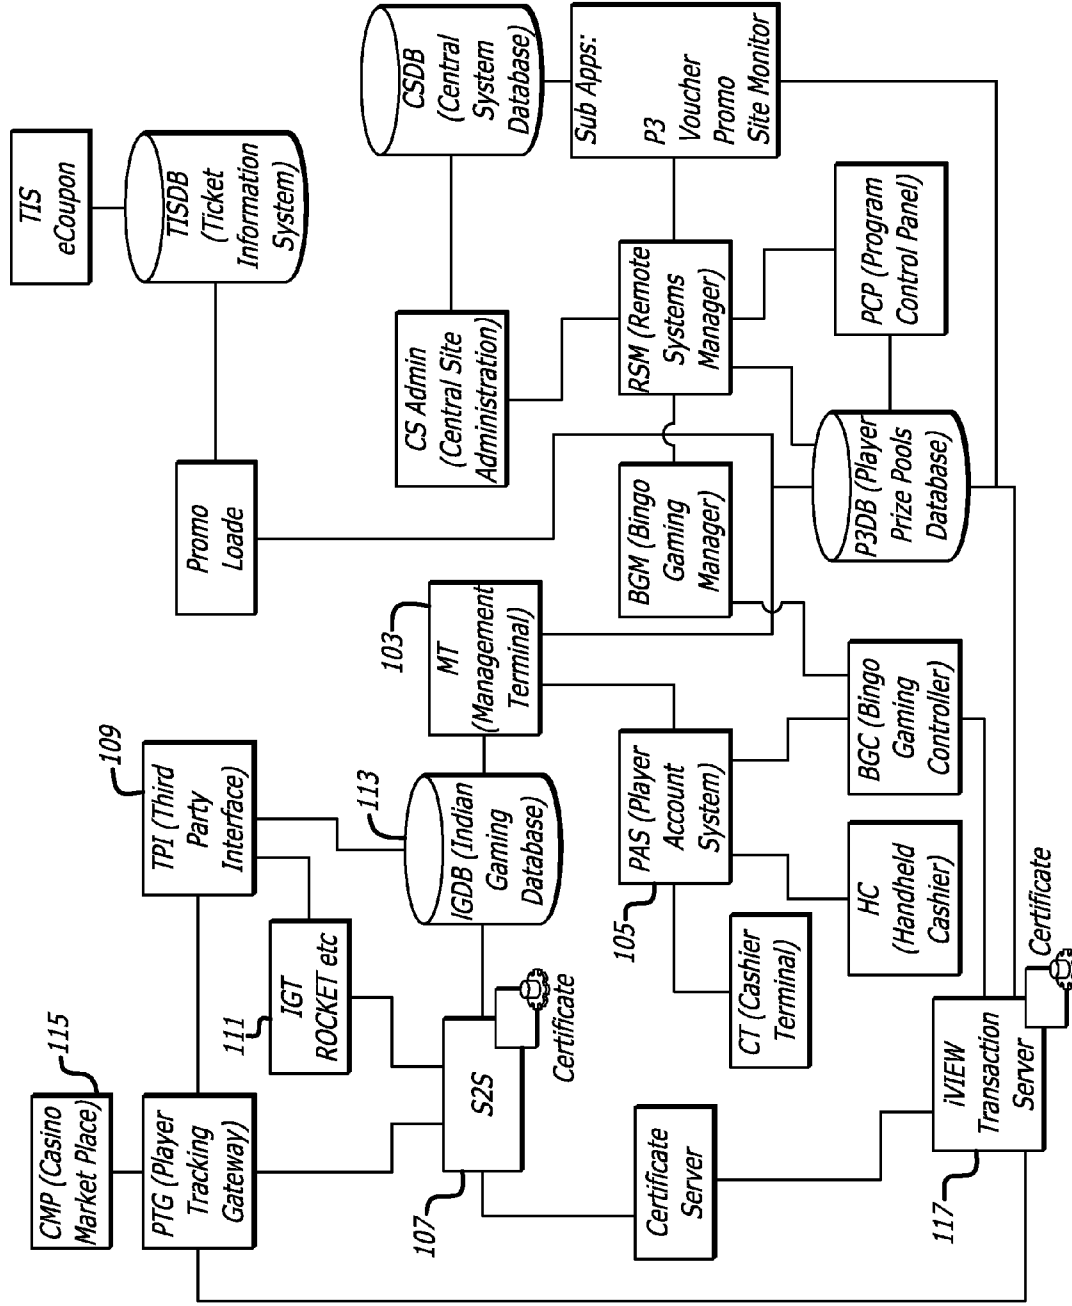 CMP (Casino
Market Place)
115
PTG (Player
Tracking
Gateway)
TPI (Third
Party
Interface)
109
Promo
Loade
TISDB
(Ticket
Information
System)
TIS
eCoupon
111
IGT
ROCKET etc
107
S2S
Certificate
113
IGDB (Indian
Gaming
Database)
103
MT
(Management
Terminal)
CS Admin
(Central Site
Administration)
CSDB
(Central
System
Database)
Certificate
Server
CT (Cashier
Terminal)
105
PAS (Player
Account
System)
BGM (Bingo
Gaming
Manager)
RSM (Remote
Systems
Manager)
Sub Apps:
P3
Voucher
Promo
Site Monitor
117
iVIEW
Transaction
Server
Certificate
HC
(Handheld
Cashier)
BGC (Bingo
Gaming
Controller)
P3DB (Player
Prize Pools
Database)
PCP (Program
Control Panel)